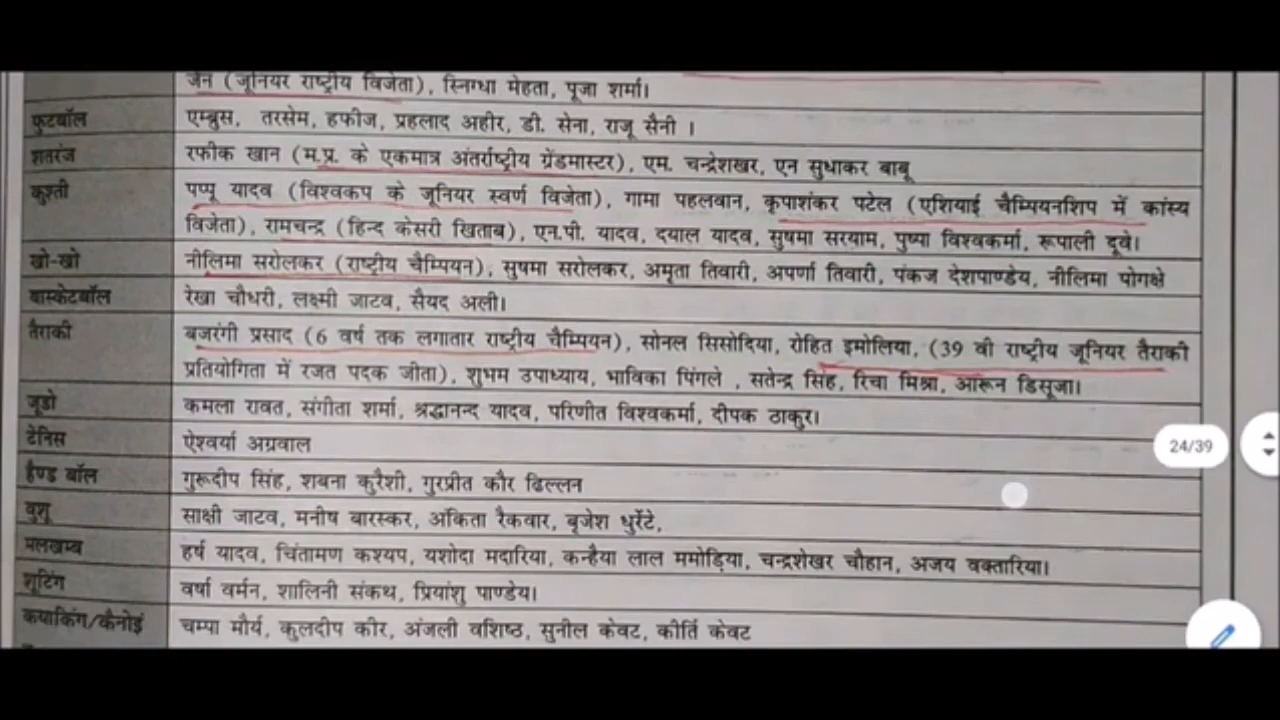 जैन (जूनियर राष्ट्रीय विजेता), स्निग्धा मेहता, पूजा शर्मा।
फुटबॉल एम्ब्रुस, तरसेम, हफीज, प्रहलाद अहीर, डी. सेना, राजू सैनी ।
शतरंज रफीक खान (म.प्र. के एकमात्र अंतर्राष्ट्रीय ग्रेंडमास्टर), एम. चन्द्रेशखर, एन सुधाकर बाबू
कुश्ती पप्पू यादव (विश्वकप के जूनियर स्वर्ण विजेता), गामा पहलवान, कृपाशंकर पटेल (एशियाई चैम्पियनशिप में कांस्य
विजेता), रामचन्द्र (हिन्द केसरी खिताब), एन.पी. यादव, दयाल यादव, सुषमा सरयाम, पुष्पा विश्वकर्मा, रूपाली दूवे।
खो-खो नीलिमा सरोलकर (राष्ट्रीय चैम्पियन), सुषमा सरोलकर, अमृता तिवारी, अपर्णा तिवारी, पंकज देशपाण्डेय, नीलिमा पोगक्षे
बास्केटबॉल रेखा चौधरी, लक्ष्मी जाटव, सैयद अली।
तैराकी बजरंगी प्रसाद (6 वर्ष तक लगातार राष्ट्रीय चैम्पियन), सोनल सिसोदिया, रोहित इमोलिया, (39 वी राष्ट्रीय जूनियर तैराकी
प्रतियोगिता में रजत पदक जीता), शुभम उपाध्याय, भाविका पिंगले , सतेन्द्र सिंह, रिचा मिश्रा, आरून डिसूजा।
जूडो कमला रावत, संगीता शर्मा, श्रद्धानन्द यादव, परिणीत विश्वकर्मा, दीपक ठाकुर।
टेनिस ऐश्वर्या अग्रवाल
24/39
हैण्ड बॉल गुरूदीप सिंह, शबना कुरैशी, गुरप्रीत कौर ढिल्लन
वुशू साक्षी जाटव, मनीष बारस्कर, अंकिता रैकवार, बृजेश धुर्रेटे,
मलखम्ब हर्ष यादव, चिंतामण कश्यप, यशोदा मदारिया, कन्हैया लाल ममोड़िया, चन्द्रशेखर चौहान, अजय वक्तारिया।
शूटिंग वर्षा वर्मन, शालिनी संकथ, प्रियांशु पाण्डेय।
कयाकिंग/कैनोइं चम्पा मौर्य, कुलदीप कीर, अंजली वशिष्ठ, सुनील केवट, कीर्ति केवट